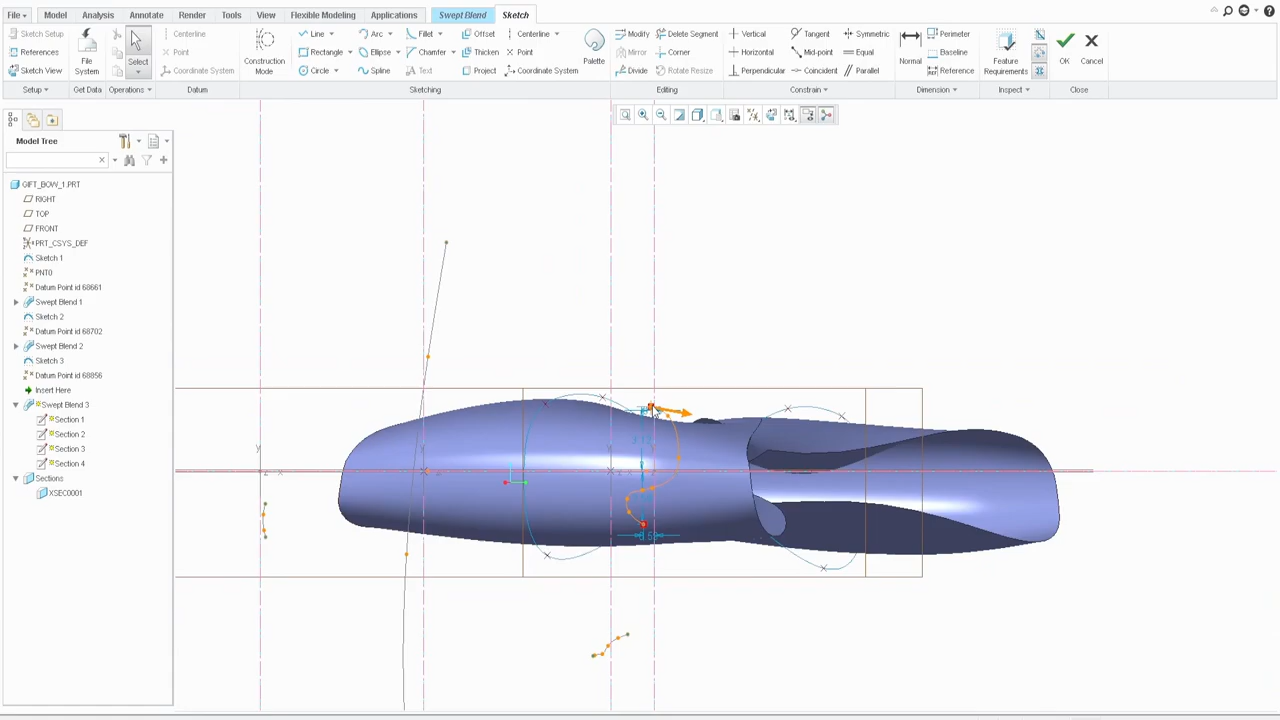 File Model Analysis Annotate Render Tools View Flexible Modeling Applications Swept Blend Sketch
Sketch Setup Line Arc Fillet Offset Centerline Modify Delete Segment Vertical Tangent Symmetric Perimeter
Centerline
References Rectangle Ellipse Chamfer Thicken Point Mirror Corner Horizontal Mid-point Equal Baseline
Point
Sketch View File System Select Coordinate System Construction Mode Circle Spline Text Project Coordinate System Palette Divide Rotate Resize Perpendicular Coincident Parallel Normal Reference Feature Requirements OK Cancel
Setup Get Data Operations Datum Sketching Editing Constrain Dimension Inspect Close
Model Tree
GIFT_BOW_1.PRT
RIGHT
TOP
FRONT
PRT_CSYS_DEF
Sketch 1
PNT0
Datum Point id 68661
Swept Blend 1
Sketch 2
Datum Point id 68702
Swept Blend 2
Sketch 3
Datum Point id 68856
Insert Here
Swept Blend 3
Section 1
Section 2
Section 3
Section 4
Sections
XSEC0001